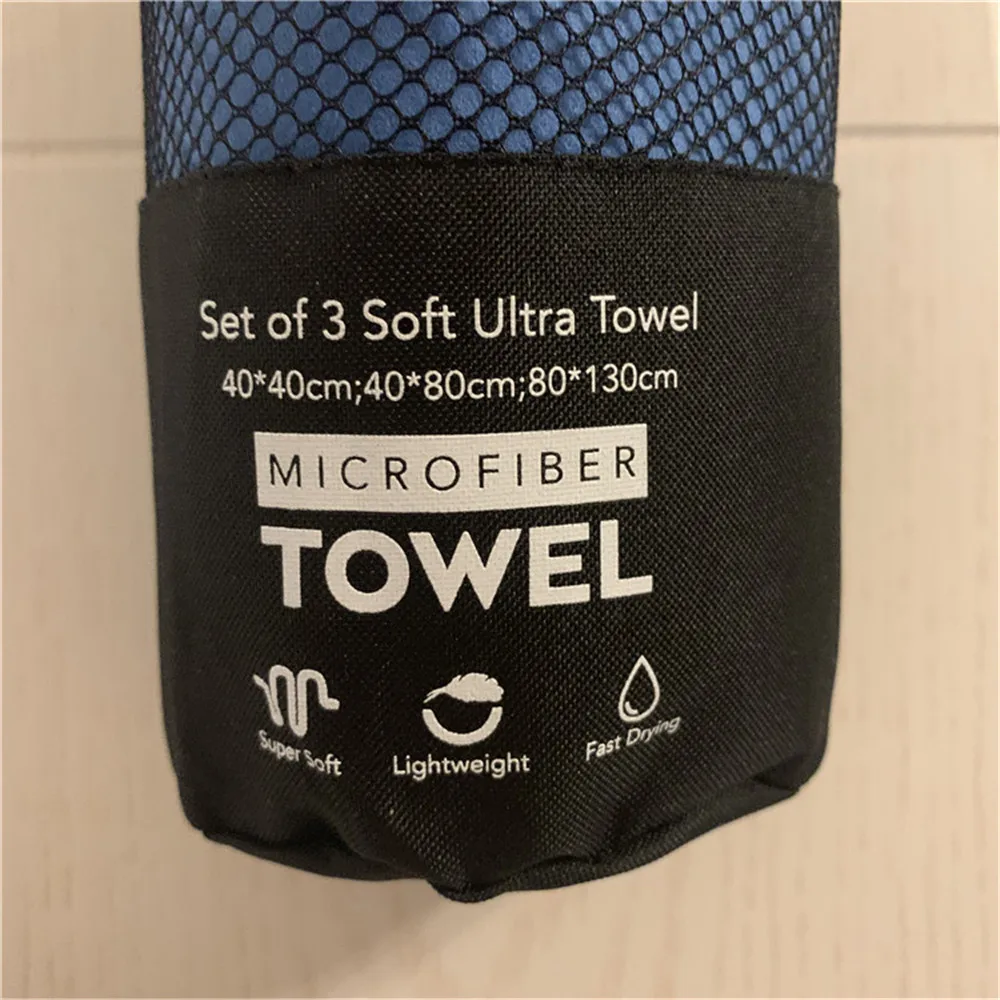 Set of 3 Soft Ultra Towel
40*40cm;40*80cm;80*130cm
MICROFIBER
TOWEL
Super Soft
Lightweight
Fast Drying